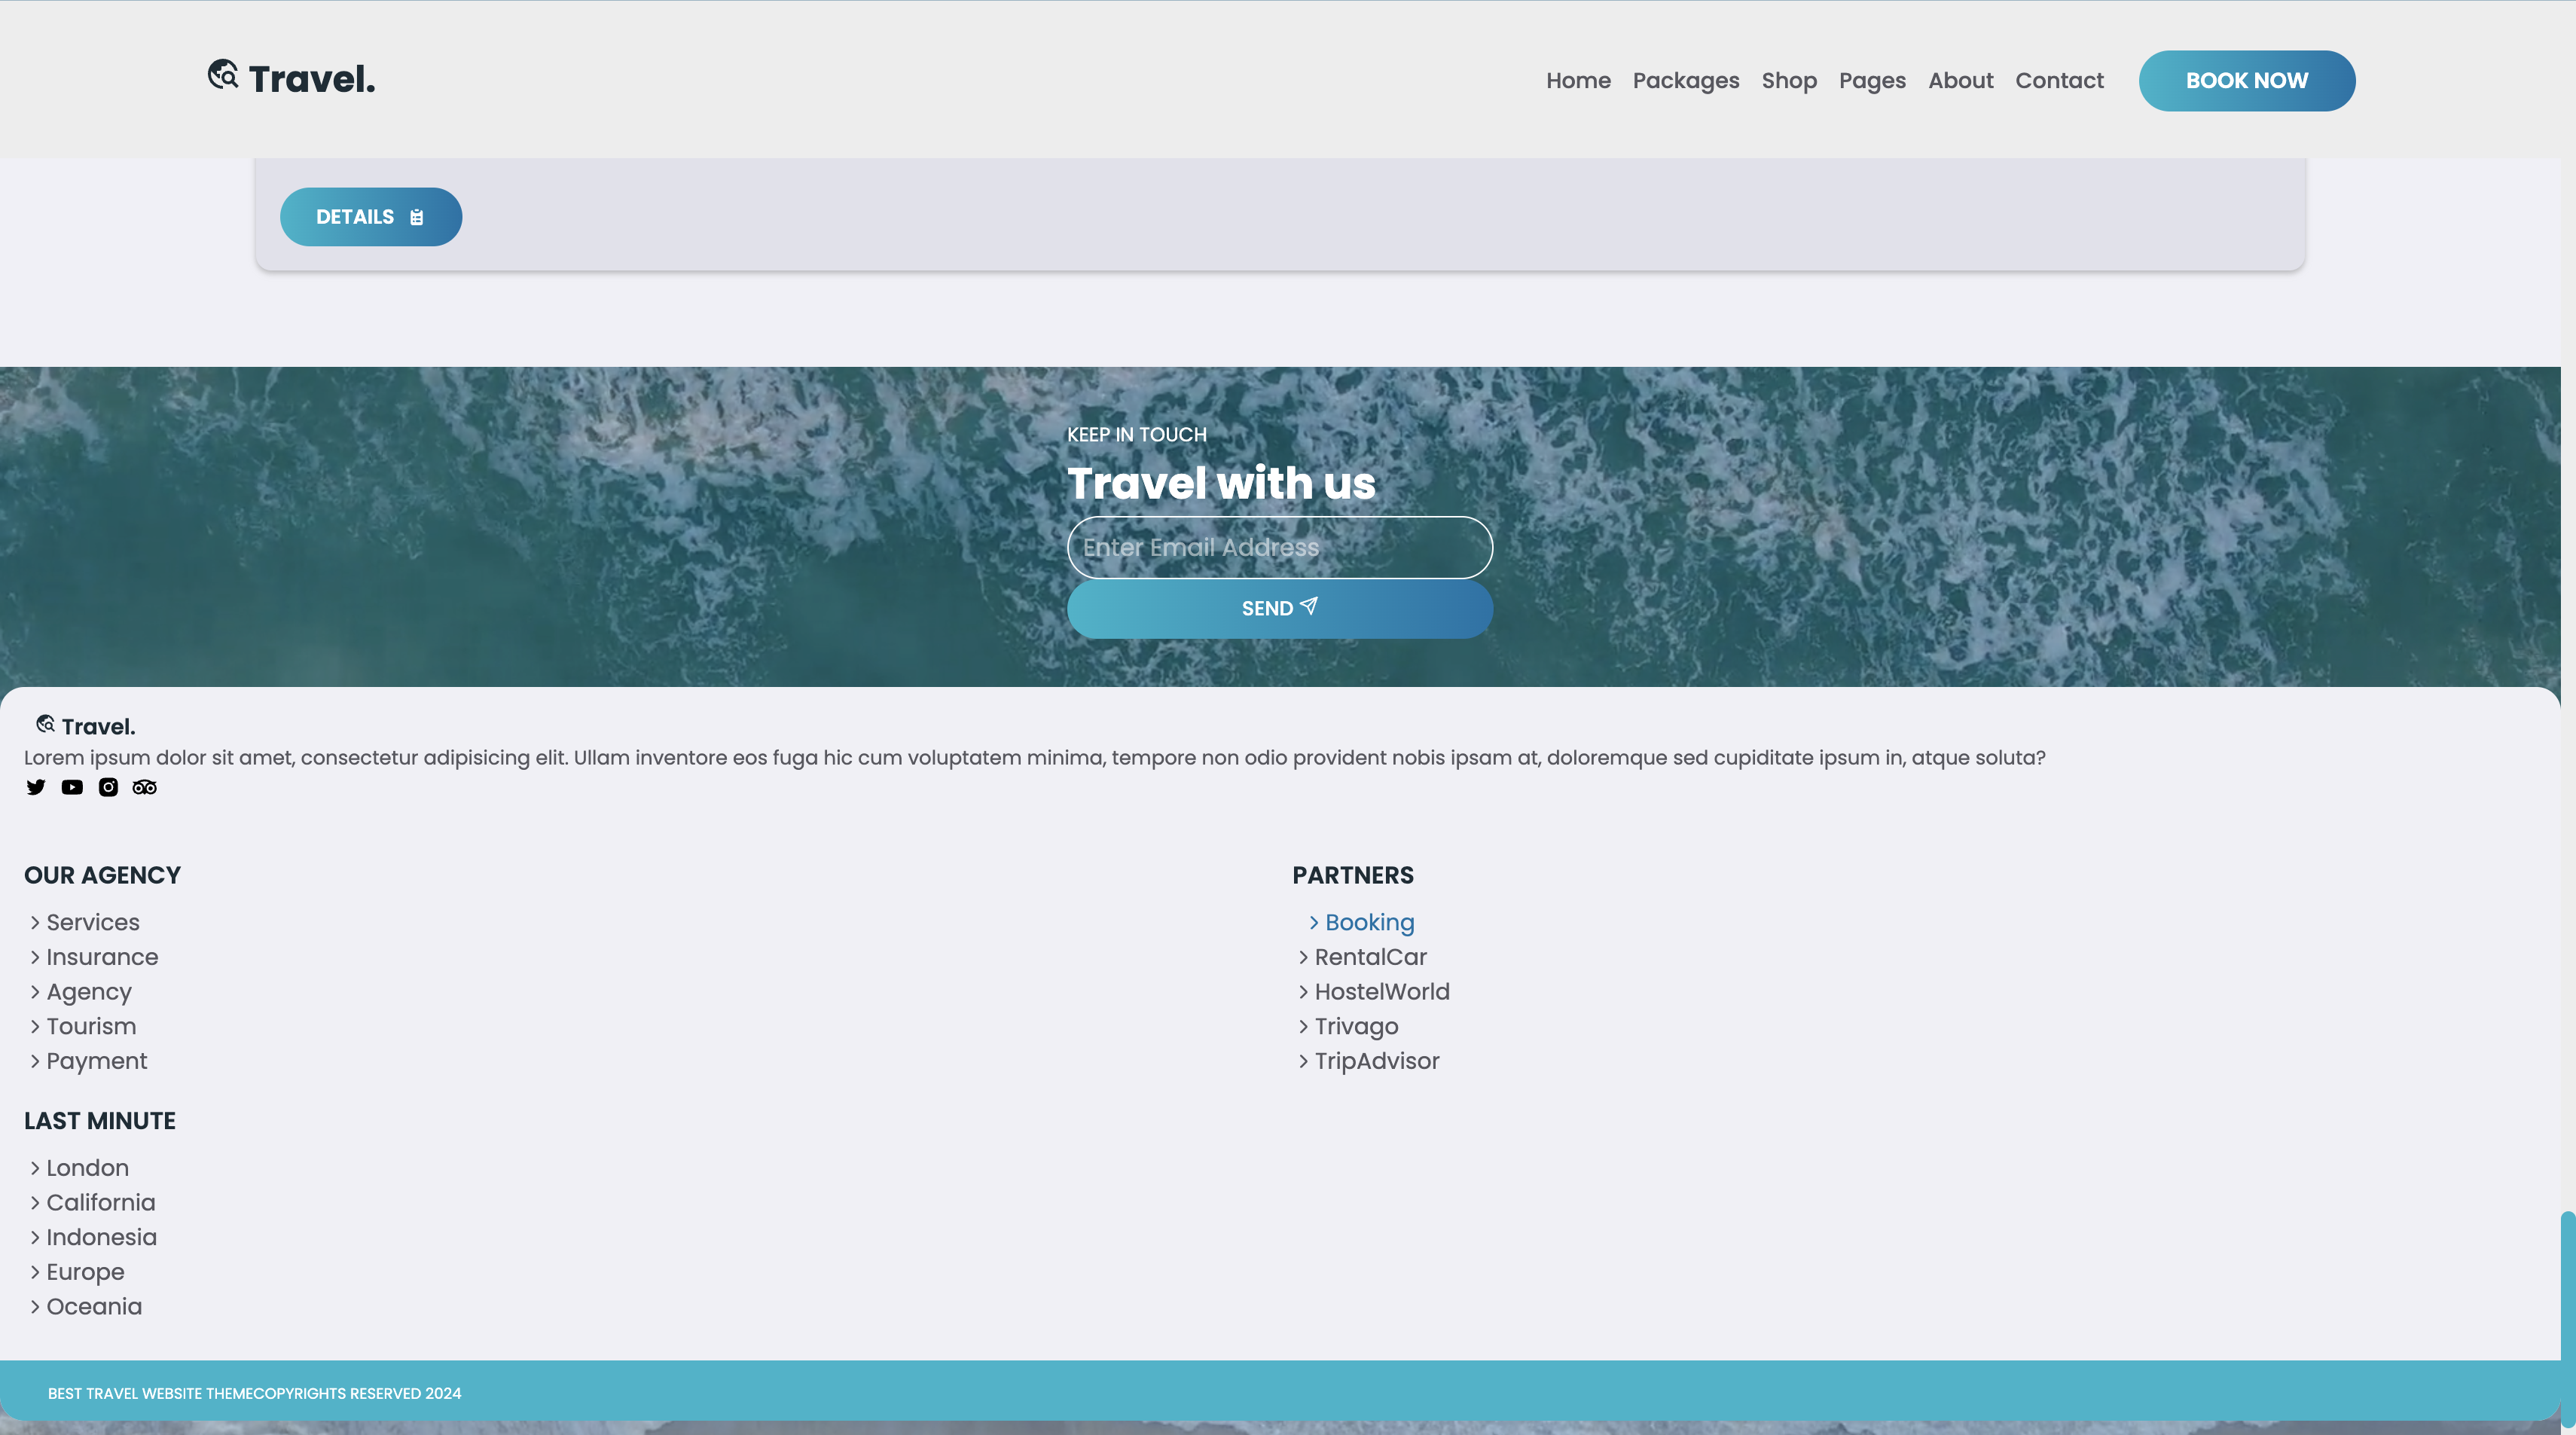 Travel.
Home Packages Shop Pages About Contact BOOK NOW
DETAILS
KEEP IN TOUCH
Travel with us
Enter Email Address
SEND
Travel.
Lorem ipsum dolor sit amet, consectetur adipisicing elit. Ullam inventore eos fuga hic cum voluptatem minima, tempore non odio provident nobis ipsam at, doloremque sed cupiditate ipsum in, atque soluta?
OUR AGENCY
Services
Insurance
Agency
Tourism
Payment
PARTNERS
Booking
RentalCar
HostelWorld
Trivago
TripAdvisor
LAST MINUTE
London
California
Indonesia
Europe
Oceania
BEST TRAVEL WEBSITE THEMECOPYRIGHTS RESERVED 2024